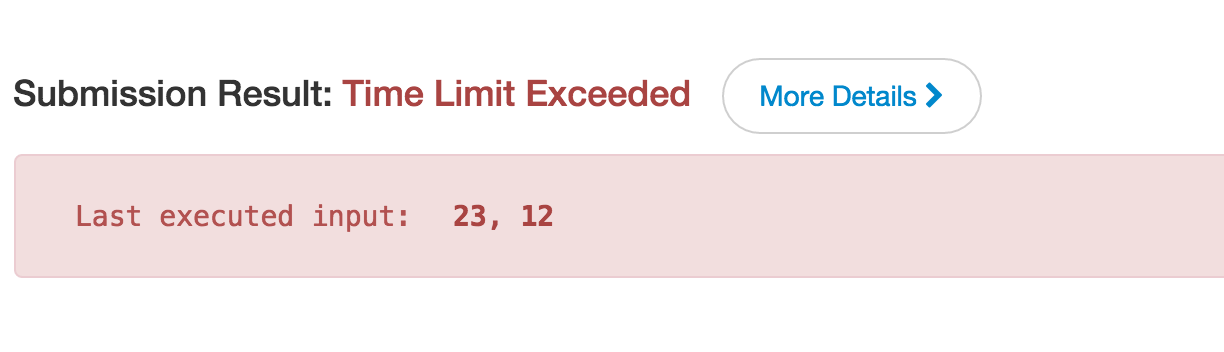 Submission Result: Time Limit Exceeded More Details
Last executed input: 23, 12